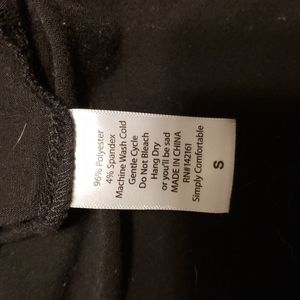 96% Polyester
4% Spandex
Machine Wash Cold
Gentle Cycle
Do Not Bleach
Hang Dry
or you'll be sad
MADE IN CHINA
RN#142161
Simply Comfortable
S